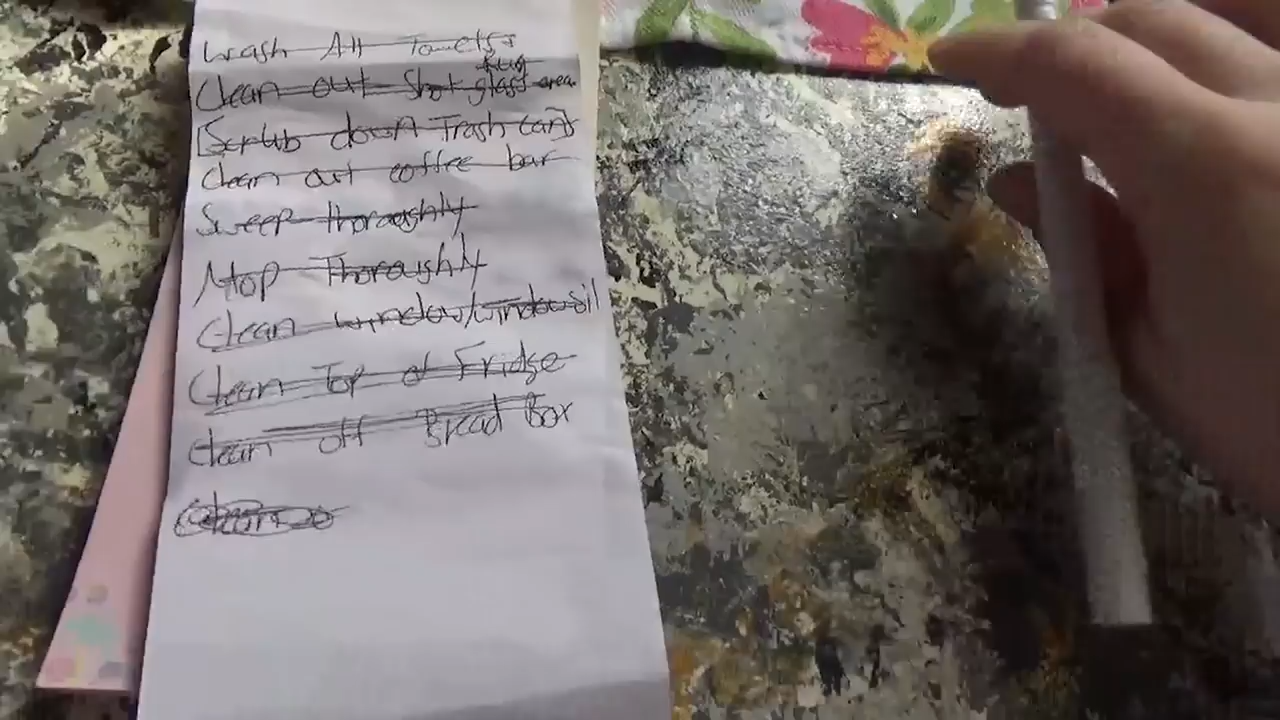 Wash All Towels
rug
Clean out Shot glass area
Scrub down Trash cans
Clean out coffee bar
Sweep thoroughly
Mop Thoroughly
Clean window/windowsil
Clean Top of Fridge
Clean off Bread Box